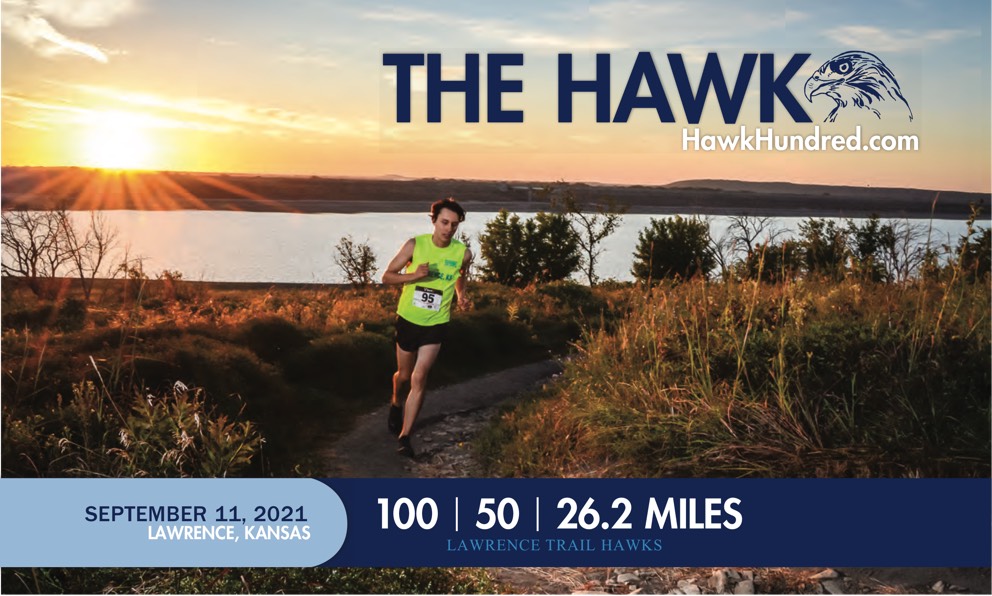 THE HAWK
HawkHundred.com
95
SEPTEMBER 11, 2021
LAWRENCE, KANSAS
100 | 50 | 26.2 MILES
LAWRENCE TRAIL HAWKS